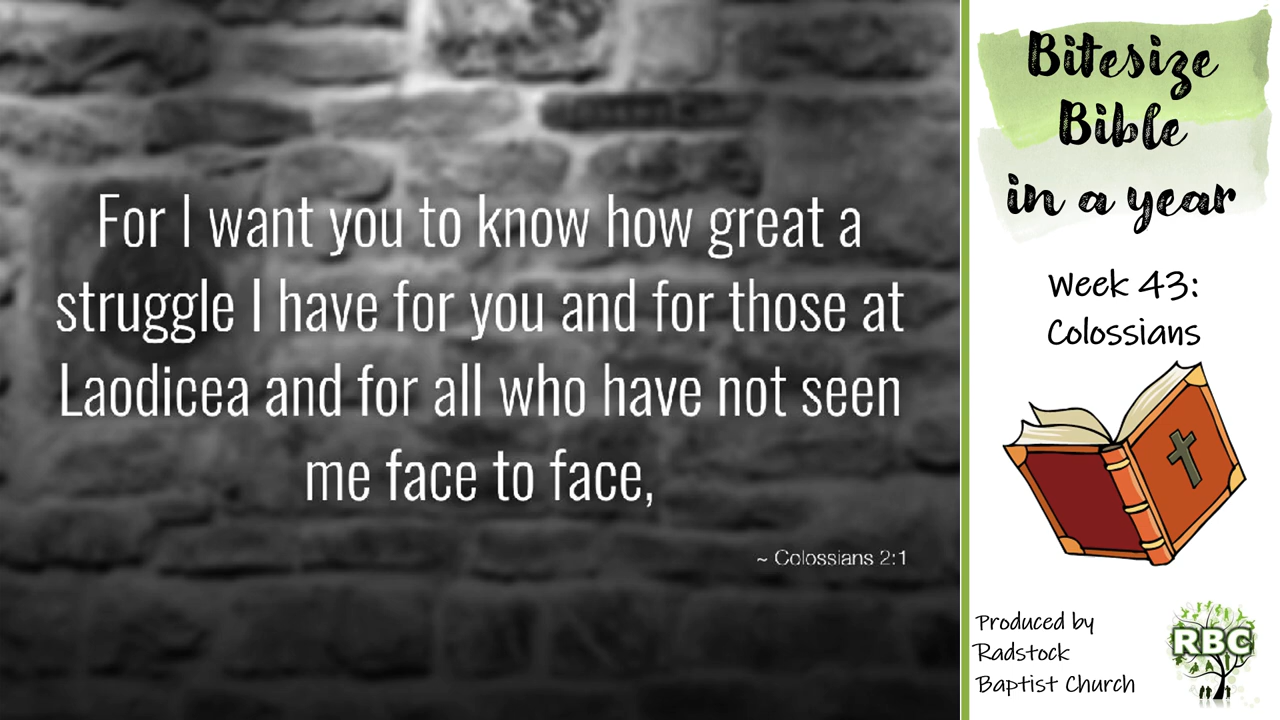 For I want you to know how great a
struggle I have for you and for those at
Laodicea and for all who have not seen
me face to face,
~ Colossians 2:1
Bitesize
Bible
in a year
Week 43:
Colossians
Produced by
Radstock
Baptist Church
RBC